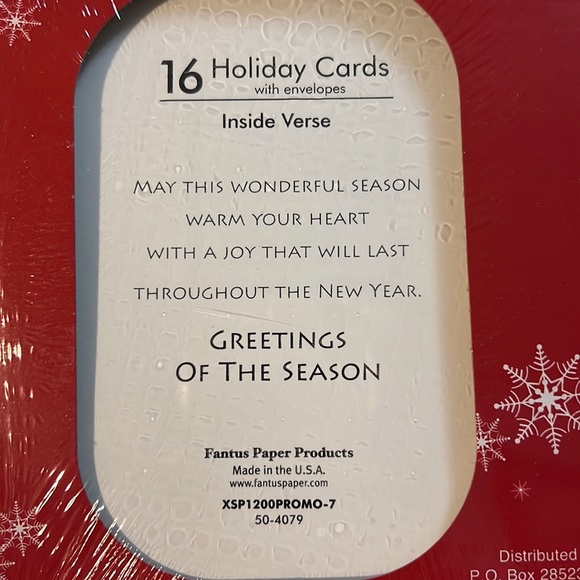 16 Holiday Cards
with envelopes
Inside Verse
May this wonderful season
warm your heart
with a joy that will last
throughout the New Year.
Greetings
Of The Season
Fantus Paper Products
Made in the U.S.A.
www.fantuspaper.com
XSP1200PROMO-7
50-4079
Distributed
P.O. Box 28523